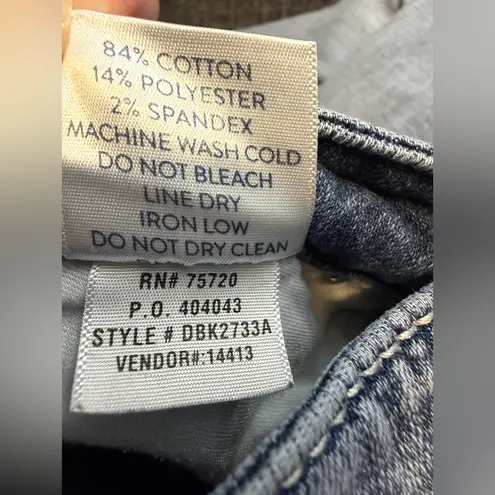 84% COTTON
14% POLYESTER
2% SPANDEX
MACHINE WASH COLD
DO NOT BLEACH
LINE DRY
IRON LOW
DO NOT DRY CLEAN
RN# 75720
P.O. 404043
STYLE # DBK2733A
VENDOR#:14413